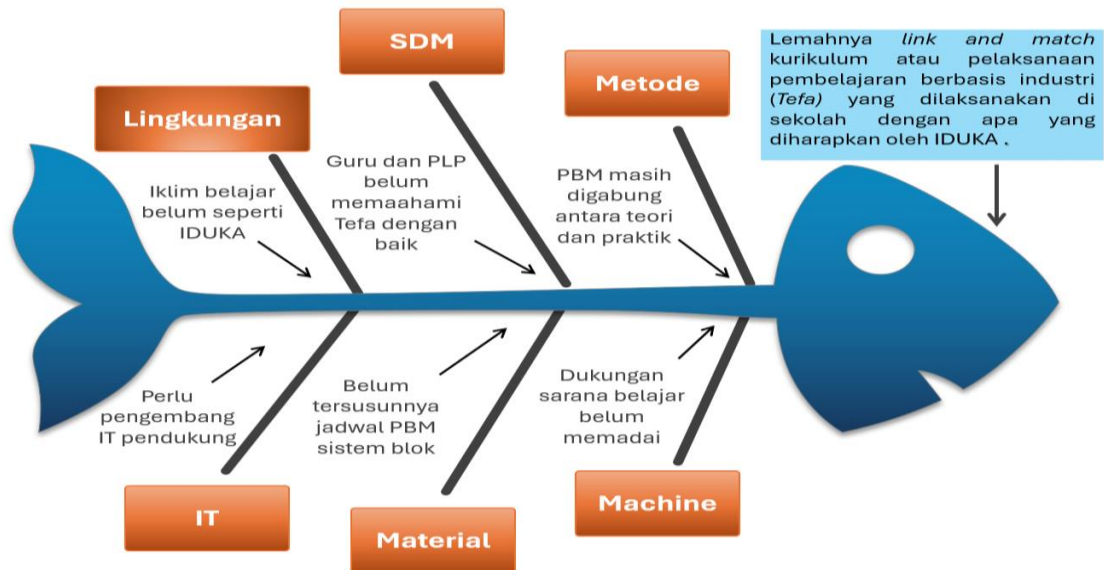 SDM
Lingkungan
Metode
Lemahnya link and match
kurikulum atau pelaksanaan
pembelajaran berbasis industri
(Tefa) yang dilaksanakan di
sekolah dengan apa yang
diharapkan oleh IDUKA .
Iklim belajar
belum seperti
IDUKA
Guru dan PLP
belum
memaahami
Tefa dengan
baik
PBM masih
digabung
antara teori
dan praktik
Perlu
pengembang
IT pendukung
Belum
tersusunnya
jadwal PBM
sistem blok
Dukungan
sarana belajar
belum
memadai
IT
Material
Machine